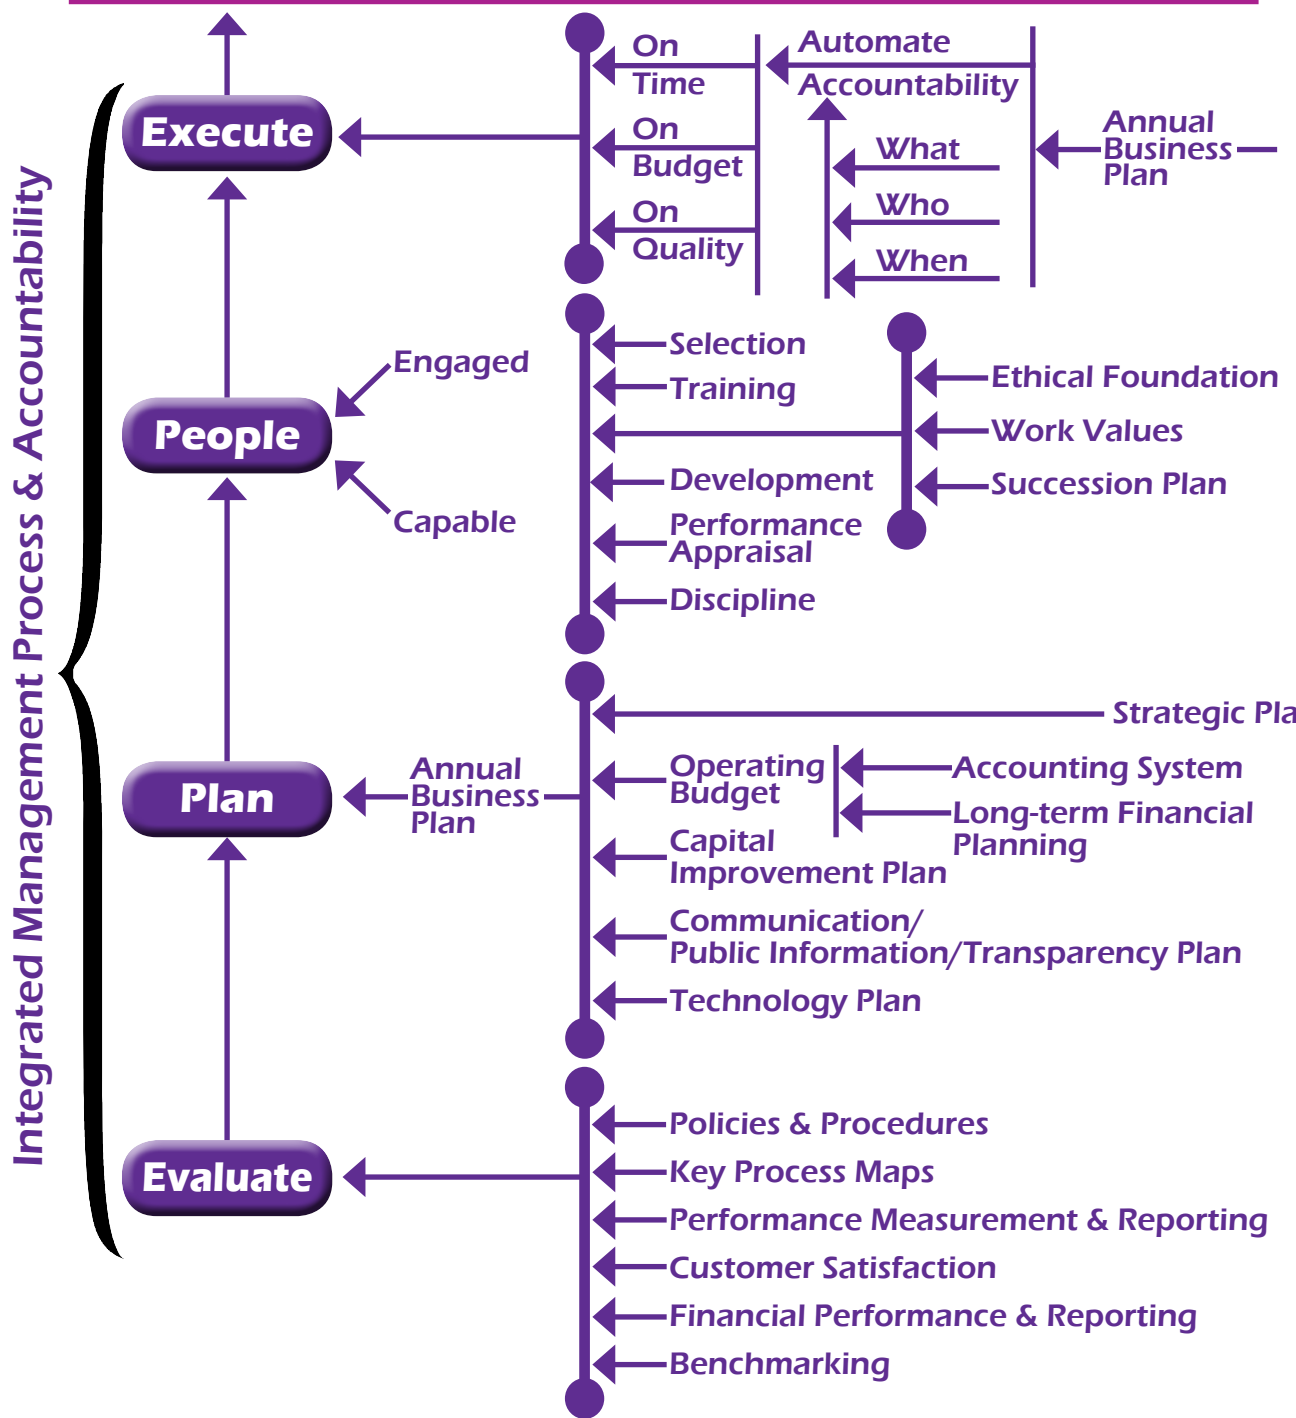 Integrated Management Process & Accountability
Execute
On
Time
On
Budget
On
Quality
Automate
Accountability
What
Who
When
Annual
Business
Plan
People
Engaged
Capable
Selection
Training
Development
Performance
Appraisal
Discipline
Ethical Foundation
Work Values
Succession Plan
Plan
Annual
Business
Plan
Strategic Pla
Operating
Budget
Accounting System
Long-term Financial
Planning
Capital
Improvement Plan
Communication/
Public Information/Transparency Plan
Technology Plan
Evaluate
Policies & Procedures
Key Process Maps
Performance Measurement & Reporting
Customer Satisfaction
Financial Performance & Reporting
Benchmarking